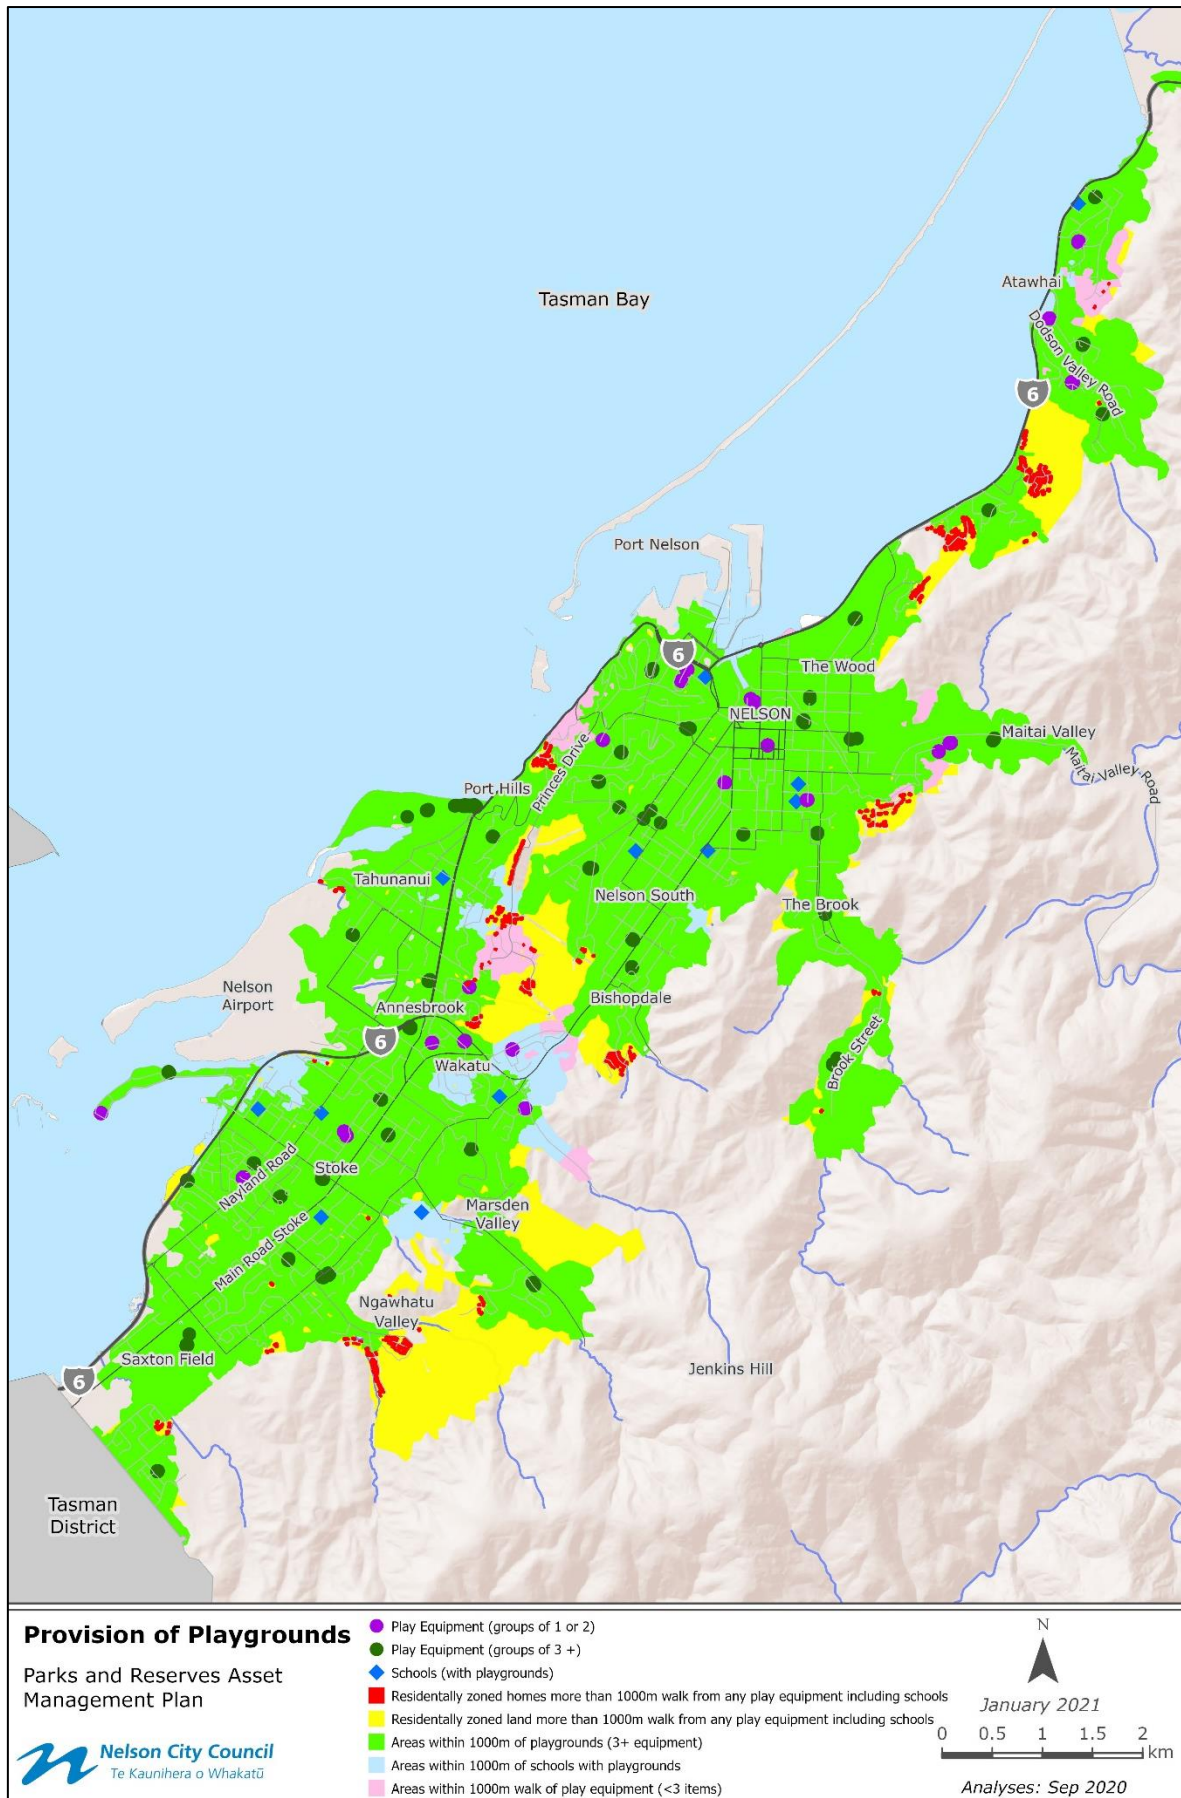 Tasman Bay
Atawhai
Dodson Valley Road
6
Port Nelson
6
The Wood
NELSON
Maitai Valley
Maitai Valley Road
Princes Drive
Port Hills
Tahunanui
Nelson South
The Brook
Nelson
Airport
Annesbrook
Bishopdale
6
Wakatu
Brook Street
Nayland Road
Stoke
Marsden
Valley
Main Road Stoke
Ngawhatu
Valley
Saxton Field
Jenkins Hill
6
Tasman
District
Provision of Playgrounds
Parks and Reserves Asset
Management Plan
Nelson City Council
Te Kaunihera o Whakatū
Play Equipment (groups of 1 or 2)
Play Equipment (groups of 3 +)
Schools (with playgrounds)
Residentially zoned homes more than 1000m walk from any play equipment including schools
Residentially zoned land more than 1000m walk from any play equipment including schools
Areas within 1000m of playgrounds (3+ equipment)
Areas within 1000m of schools with playgrounds
Areas within 1000m walk of play equipment (<3 items)
N
January 2021
0 0.5 1 1.5 2
km
Analyses: Sep 2020